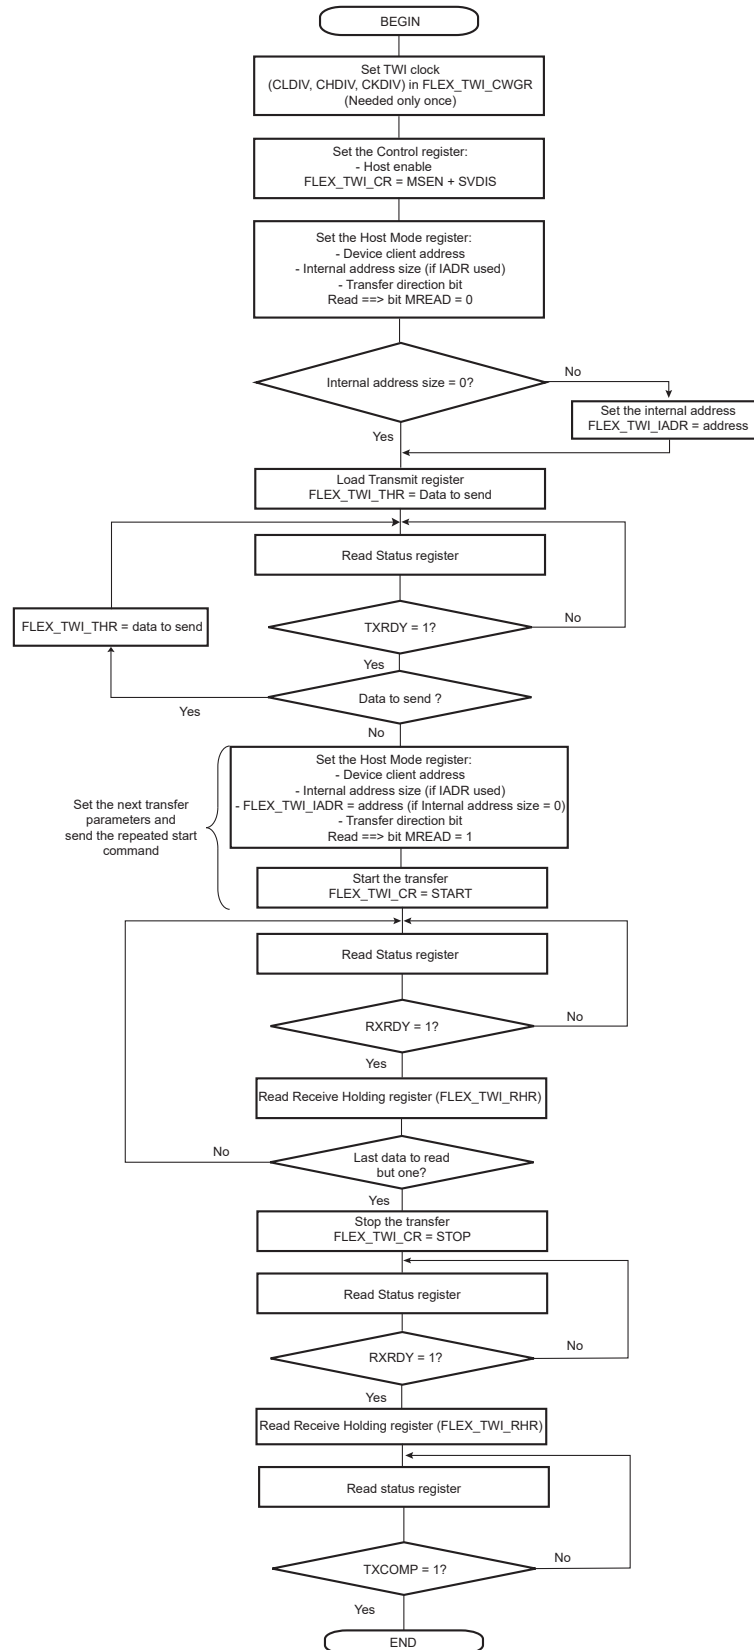 BEGIN
Set TWI clock
(CLDIV, CHDIV, CKDIV) in FLEX_TWI_CWGR
(Needed only once)
Set the Control register:
- Host enable
FLEX_TWI_CR = MSEN + SVDIS
Set the Host Mode register:
- Device client address
- Internal address size (if IADR used)
- Transfer direction bit
Read ==> bit MREAD = 0
Internal address size = 0?
No
Set the internal address
FLEX_TWI_IADR = address
Yes
Load Transmit register
FLEX_TWI_THR = Data to send
Read Status register
FLEX_TWI_THR = data to send
TXRDY = 1?
No
Yes
Data to send ?
Yes
No
Set the next transfer
parameters and
send the repeated start
command
Set the Host Mode register:
- Device client address
- Internal address size (if IADR used)
- FLEX_TWI_IADR = address (if Internal address size = 0)
- Transfer direction bit
Read ==> bit MREAD = 1
Start the transfer
FLEX_TWI_CR = START
Read Status register
RXRDY = 1?
No
Yes
Read Receive Holding register (FLEX_TWI_RHR)
No
Last data to read
but one?
Yes
Stop the transfer
FLEX_TWI_CR = STOP
Read Status register
RXRDY = 1?
No
Yes
Read Receive Holding register (FLEX_TWI_RHR)
Read status register
TXCOMP = 1?
No
Yes
END